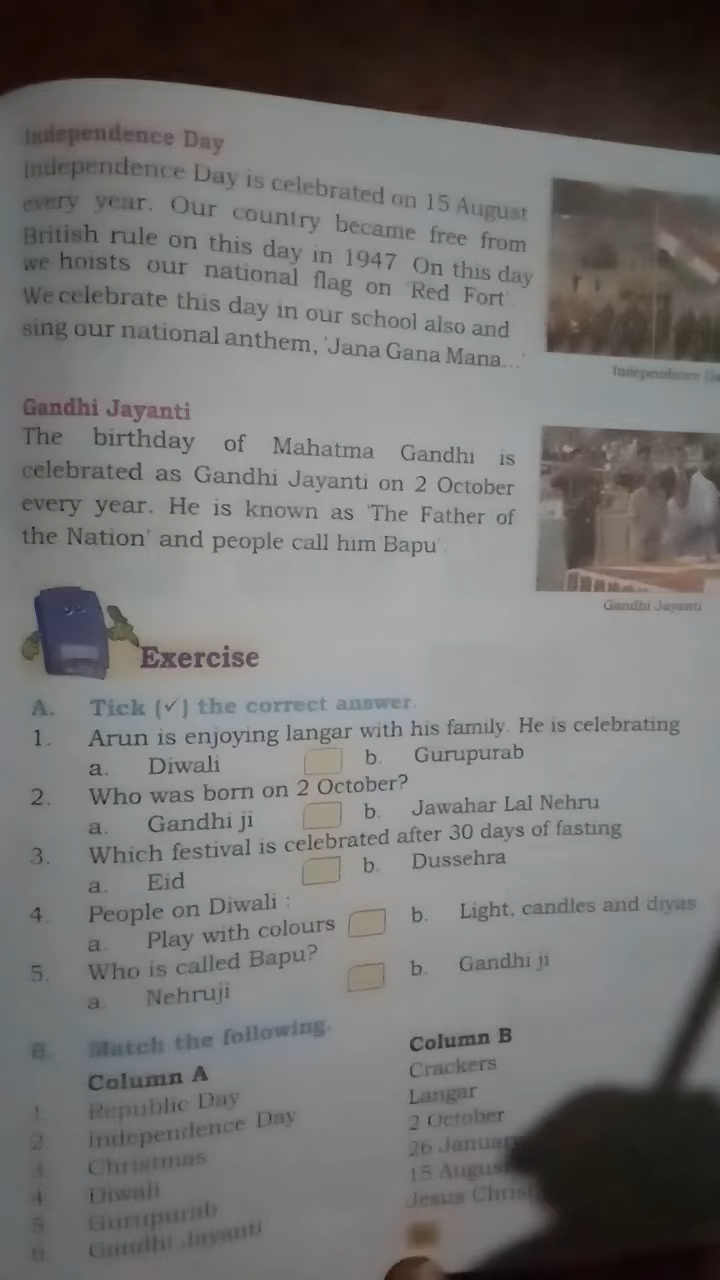 Independence Day
Independence Day is celebrated on 15 August
every year. Our country became free from
British rule on this day in 1947. On this day
we hoists our national flag on 'Red Fort'.
We celebrate this day in our school also and
sing our national anthem, 'Jana Gana Mana...'
Independence
Gandhi Jayanti
The birthday of Mahatma Gandhi is
celebrated as Gandhi Jayanti on 2 October
every year. He is known as 'The Father of
the Nation' and people call him 'Bapu'.
Gandhi Jayanti
Exercise
A. Tick (✓) the correct answer.
1. Arun is enjoying langar with his family. He is celebrating
a. Diwali b. Gurupurab
2. Who was born on 2 October?
a. Gandhi ji b. Jawahar Lal Nehru
3. Which festival is celebrated after 30 days of fasting
a. Eid b. Dussehra
4. People on Diwali :
a. Play with colours b. Light, candles and diyas
5. Who is called Bapu?
a. Nehruji b. Gandhi ji
B. Match the following.
Column A Column B
1. Republic Day Crackers
2. Independence Day Langar
3. Christmas 2 October
4. Diwali 26 January
5. Gurupurab 15 August
6. Gandhi Jayanti Jesus Christ